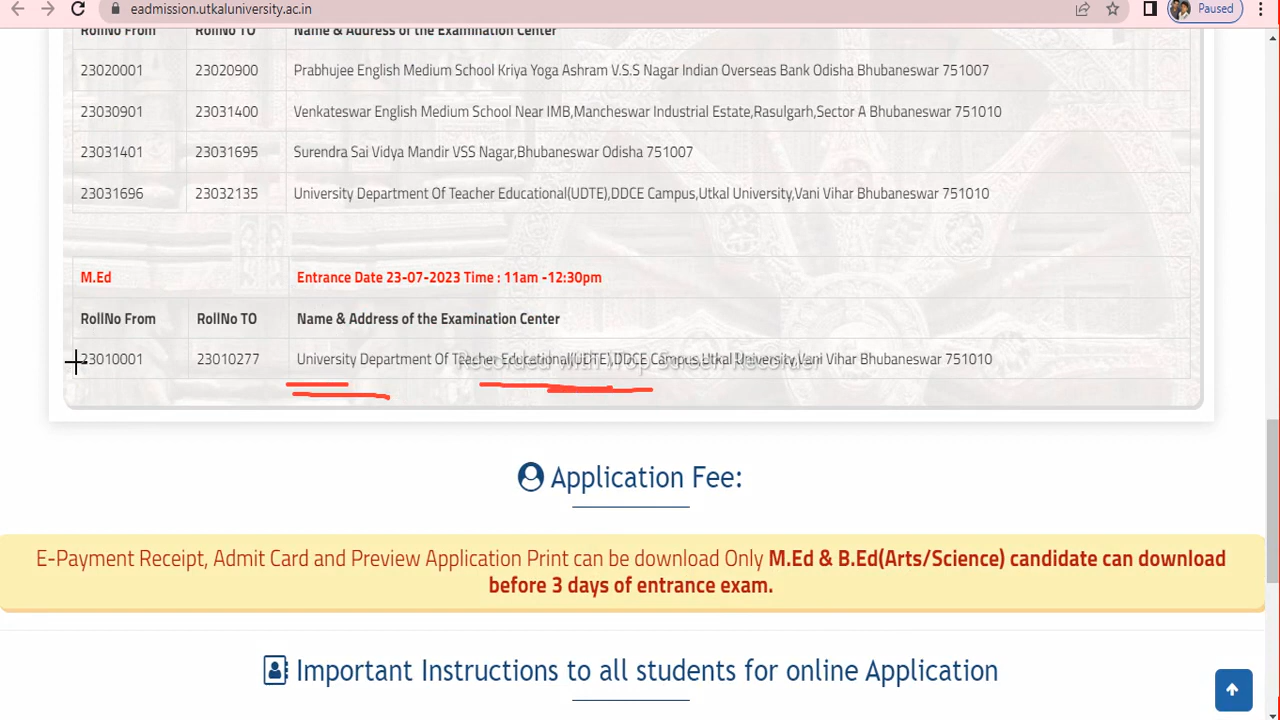 eadmission.utkaluniversity.ac.in
Paused
RollNo From RollNo TO Name & Address of the Examination Center
23020001 23020900 Prabhujee English Medium School Kriya Yoga Ashram V.S.S Nagar Indian Overseas Bank Odisha Bhubaneswar 751007
23030901 23031400 Venkateswar English Medium School Near IMB,Mancheswar Industrial Estate,Rasulgarh,Sector A Bhubaneswar 751010
23031401 23031695 Surendra Sai Vidya Mandir VSS Nagar,Bhubaneswar Odisha 751007
23031696 23032135 University Department Of Teacher Educational(UDTE),DDCE Campus,Utkal University,Vani Vihar Bhubaneswar 751010
M.Ed Entrance Date 23-07-2023 Time : 11am -12:30pm
RollNo From RollNo TO Name & Address of the Examination Center
23010001 23010277 University Department Of Teacher Educational(UDTE),DDCE Campus,Utkal University,Vani Vihar Bhubaneswar 751010
Recorded with Top Screen Recorder
Application Fee:
E-Payment Receipt, Admit Card and Preview Application Print can be download Only M.Ed & B.Ed(Arts/Science) candidate can download
before 3 days of entrance exam.
Important Instructions to all students for online Application